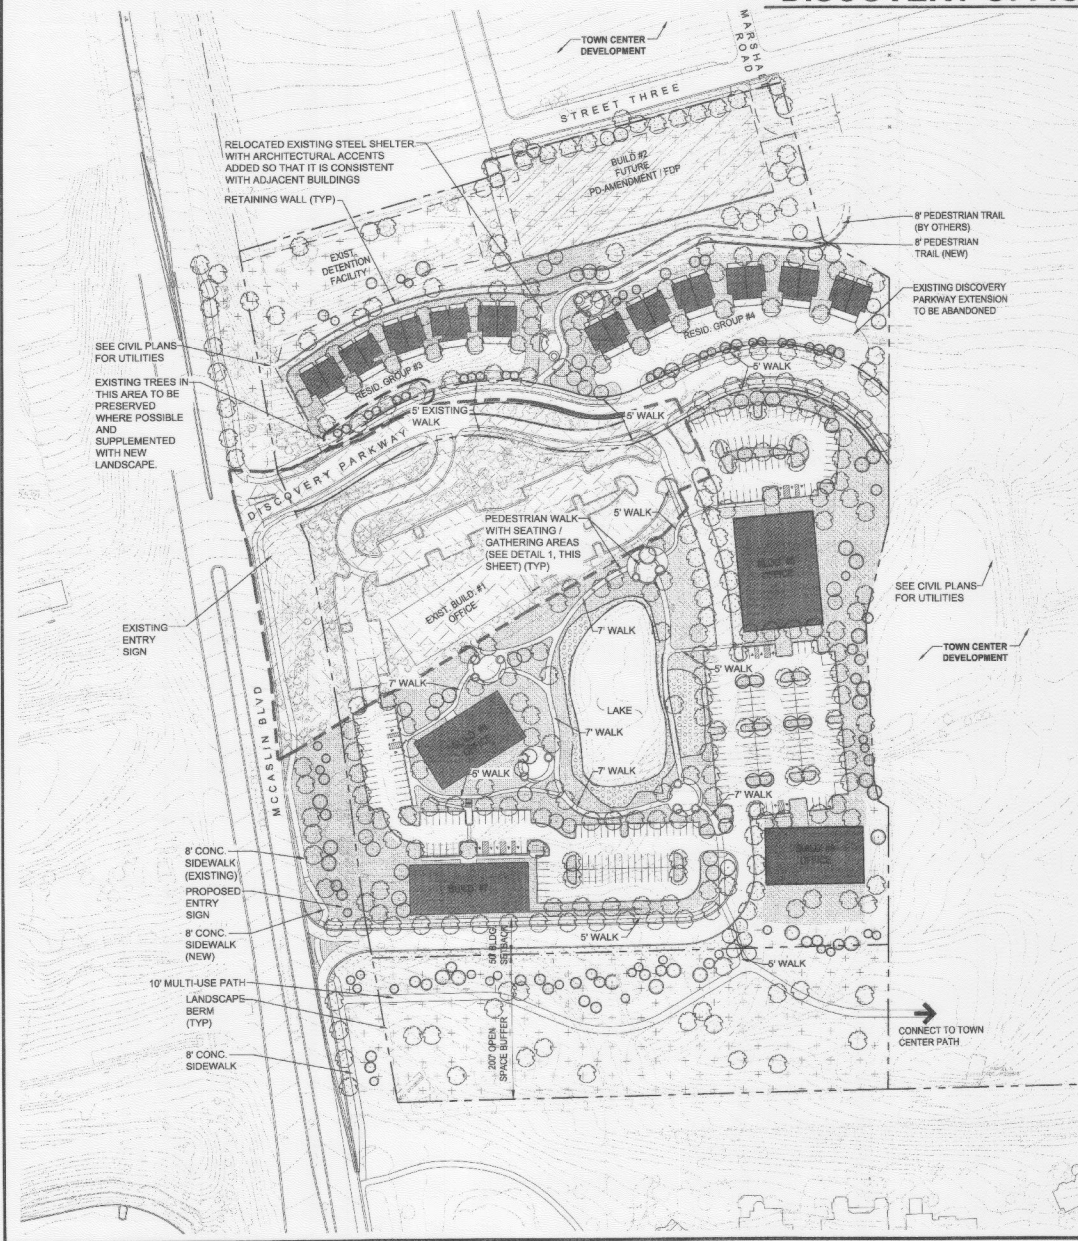 TOWN CENTER
DEVELOPMENT
MARSHALL
ROAD
STREET THREE
RELOCATED EXISTING STEEL SHELTER
WITH ARCHITECTURAL ACCENTS
ADDED SO THAT IT IS CONSISTENT
WITH ADJACENT BUILDINGS
BUILD #2
FUTURE
PD-AMENDMENT / FDP
RETAINING WALL (TYP)
8' PEDESTRIAN TRAIL
(BY OTHERS)
8' PEDESTRIAN
TRAIL (NEW)
EXIST.
DETENTION
FACILITY
EXISTING DISCOVERY
PARKWAY EXTENSION
TO BE ABANDONED
RESID. GROUP #4
SEE CIVIL PLANS
FOR UTILITIES
RESID. GROUP #3
5' WALK
EXISTING TREES IN
THIS AREA TO BE
PRESERVED
WHERE POSSIBLE
AND
SUPPLEMENTED
WITH NEW
LANDSCAPE.
5' EXISTING
WALK
5' WALK
DISCOVERY PARKWAY
PEDESTRIAN WALK
WITH SEATING /
GATHERING AREAS
(SEE DETAIL 1, THIS
SHEET) (TYP)
5' WALK
OFFICE
EXIST. BUILD. #1
OFFICE
SEE CIVIL PLANS
FOR UTILITIES
EXISTING
ENTRY
SIGN
7' WALK
TOWN CENTER
DEVELOPMENT
5' WALK
7' WALK
MCCASLIN BLVD
LAKE
7' WALK
5' WALK
7' WALK
7' WALK
8' CONC.
SIDEWALK
(EXISTING)
OFFICE
PROPOSED
ENTRY
SIGN
BUILD. #7
8' CONC.
SIDEWALK
(NEW)
50' BLDG
SETBACK
5' WALK
5' WALK
10' MULTI-USE PATH
LANDSCAPE
BERM
(TYP)
CONNECT TO TOWN
CENTER PATH
200' OPEN
SPACE BUFFER
8' CONC.
SIDEWALK